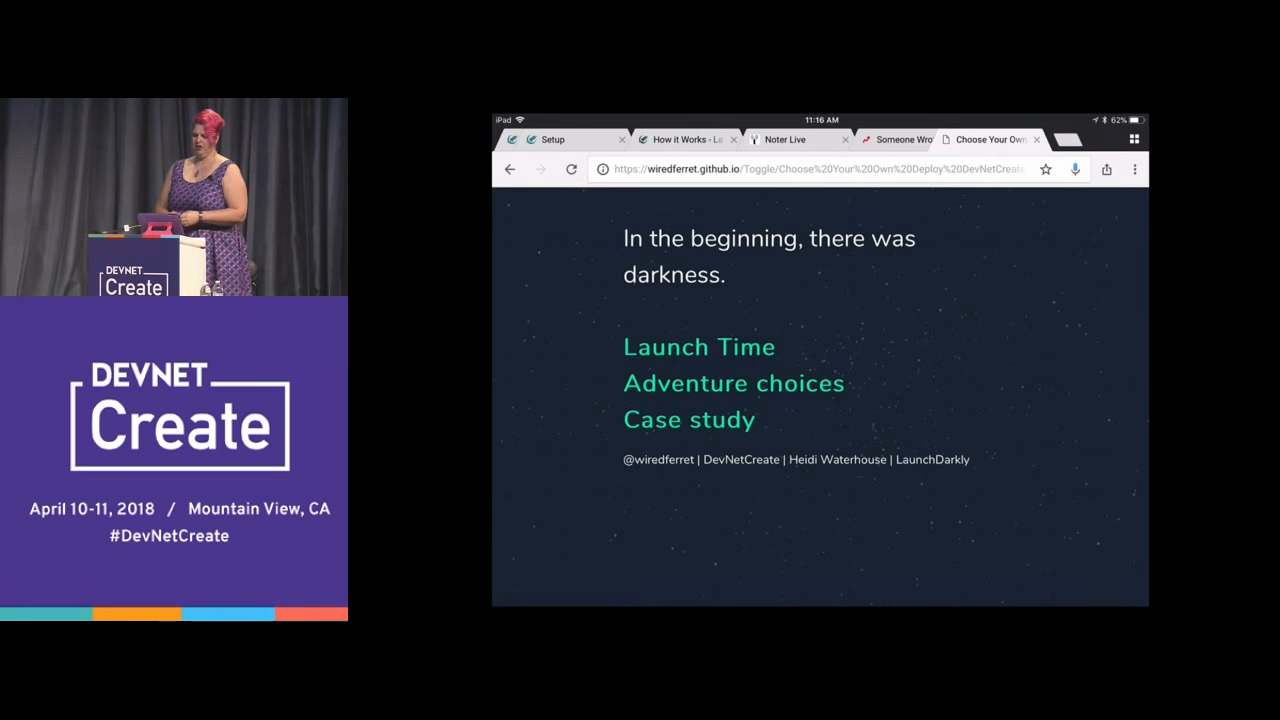 DEVNET
Create
DEVNET
Create
April 10-11, 2018 / Mountain View, CA
#DevNetCreate
iPad
11:16 AM
62%
Setup
How it Works - La
Noter Live
Someone Wro
Choose Your Own
https://wiredferret.github.io/Toggle/Choose%20Your%20Own%20Deploy%20DevNetCreate
In the beginning, there was
darkness.
Launch Time
Adventure choices
Case study
@wiredferret | DevNetCreate | Heidi Waterhouse | LaunchDarkly